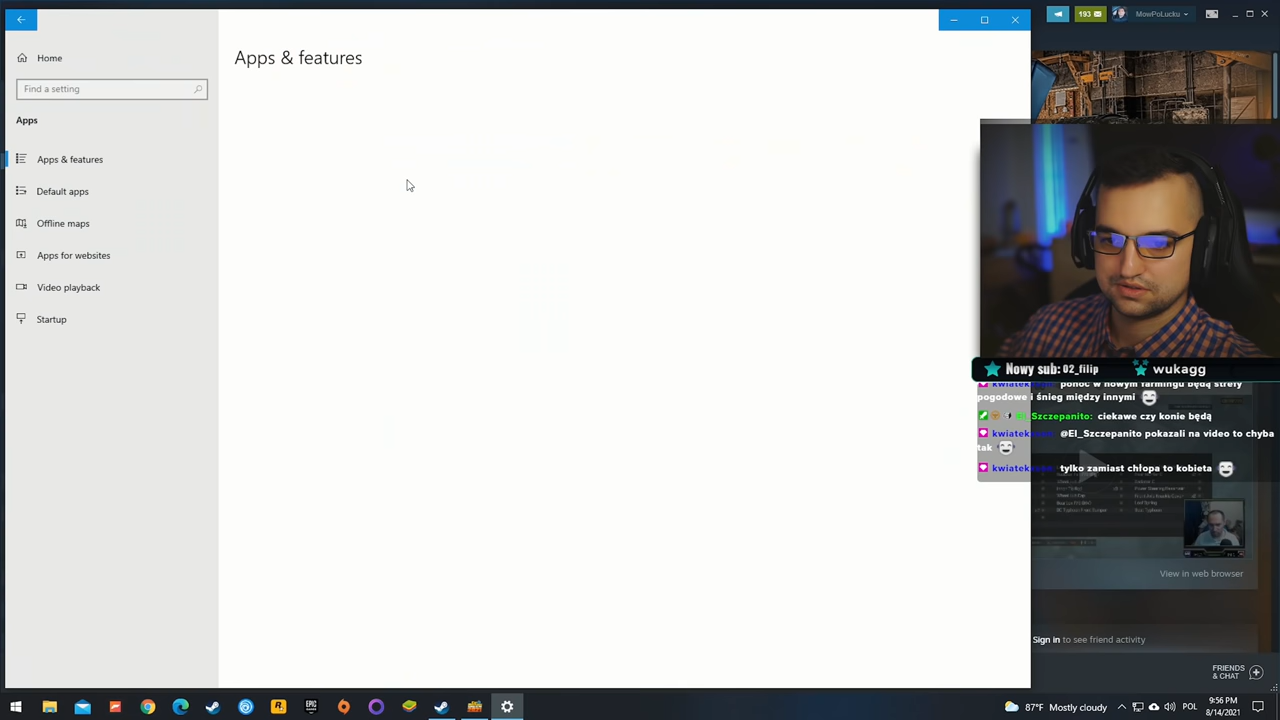 193
MowPoLucku
Home
Apps & features
Find a setting
Apps
Apps & features
Default apps
Offline maps
Apps for websites
Video playback
Startup
Nowy sub: 02_filip
wukagg
ponoć w nowym farmingu będą strefy
pogodowe i śnieg między innymi
El_Szczepanito: ciekawe czy konie będą
@El_Szczepanito pokazali na video to chyba
tak
tylko zamiast chłopa to kobieta
View in web browser
Sign in to see friend activity
FRIENDS
& CHAT
87°F Mostly cloudy
POL
9:56 PM
8/14/2021